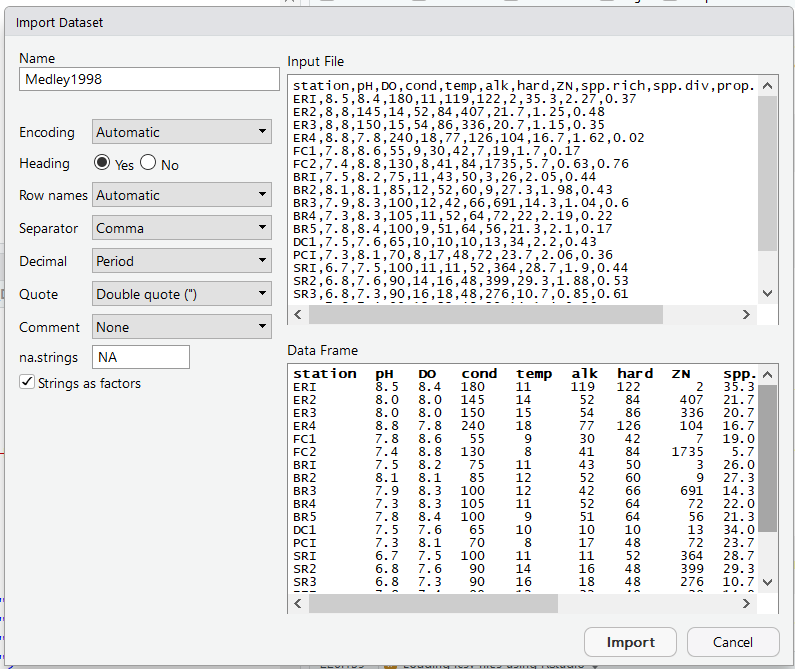 Import Dataset
Name
Medley1998
Encoding Automatic
Heading Yes No
Row names Automatic
Separator Comma
Decimal Period
Quote Double quote (")
Comment None
na.strings NA
Strings as factors
Input File
station,pH,DO,cond,temp,alk,hard,ZN,spp.rich,spp.div,prop.
ERI,8.5,8.4,180,11,119,122,2,35.3,2.27,0.37
ER2,8,8,145,14,52,84,407,21.7,1.25,0.48
ER3,8,8,150,15,54,86,336,20.7,1.15,0.35
ER4,8.8,7.8,240,18,77,126,104,16.7,1.62,0.02
FC1,7.8,8.6,55,9,30,42,7,19,1.7,0.17
FC2,7.4,8.8,130,8,41,84,1735,5.7,0.63,0.76
BRI,7.5,8.2,75,11,43,50,3,26,2.05,0.44
BR2,8.1,8.1,85,12,52,60,9,27.3,1.98,0.43
BR3,7.9,8.3,100,12,42,66,691,14.3,1.04,0.6
BR4,7.3,8.3,105,11,52,64,72,22,2.19,0.22
BR5,7.8,8.4,100,9,51,64,56,21.3,2.1,0.17
DC1,7.5,7.6,65,10,10,10,13,34,2.2,0.43
PCI,7.3,8.1,70,8,17,48,72,23.7,2.06,0.36
SRI,6.7,7.5,100,11,11,52,364,28.7,1.9,0.44
SR2,6.8,7.6,90,14,16,48,399,29.3,1.88,0.53
SR3,6.8,7.3,90,16,18,48,276,10.7,0.85,0.61
Data Frame
station pH DO cond temp alk hard ZN spp.
ERI 8.5 8.4 180 11 119 122 2 35.3
ER2 8.0 8.0 145 14 52 84 407 21.7
ER3 8.0 8.0 150 15 54 86 336 20.7
ER4 8.8 7.8 240 18 77 126 104 16.7
FC1 7.8 8.6 55 9 30 42 7 19.0
FC2 7.4 8.8 130 8 41 84 1735 5.7
BRI 7.5 8.2 75 11 43 50 3 26.0
BR2 8.1 8.1 85 12 52 60 9 27.3
BR3 7.9 8.3 100 12 42 66 691 14.3
BR4 7.3 8.3 105 11 52 64 72 22.0
BR5 7.8 8.4 100 9 51 64 56 21.3
DC1 7.5 7.6 65 10 10 10 13 34.0
PCI 7.3 8.1 70 8 17 48 72 23.7
SRI 6.7 7.5 100 11 11 52 364 28.7
SR2 6.8 7.6 90 14 16 48 399 29.3
SR3 6.8 7.3 90 16 18 48 276 10.7
Import Cancel